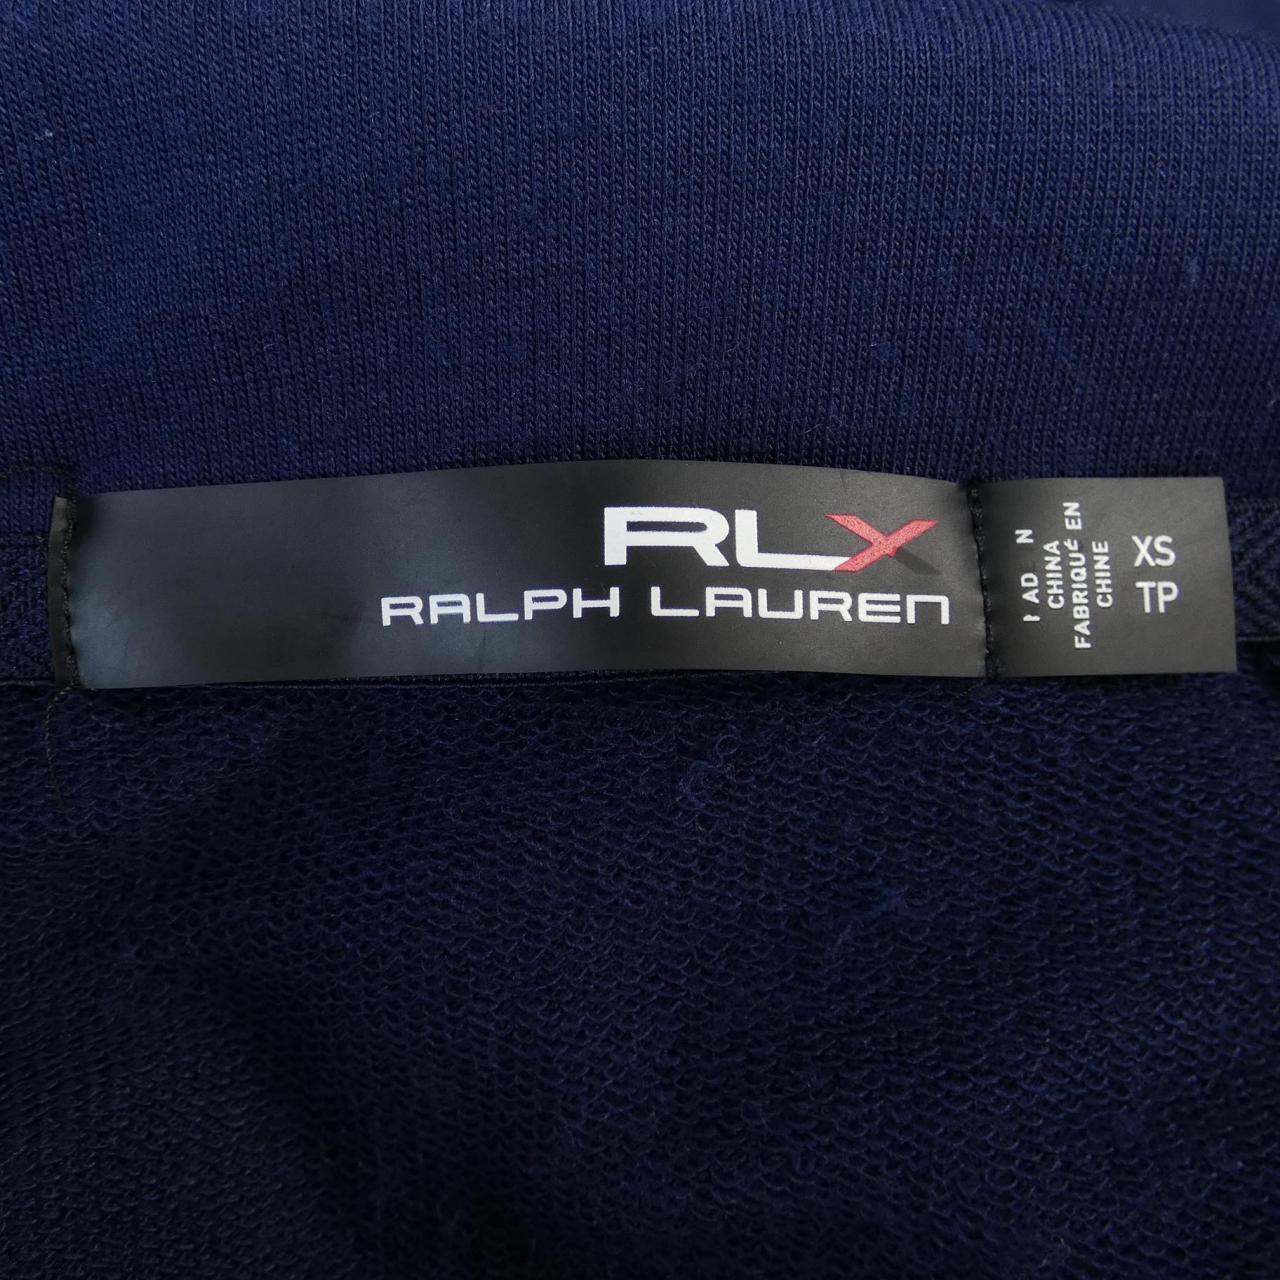 RLX
RALPH LAUREN
CHINA
FABRIQUÉ EN
CHINE
XS
TP